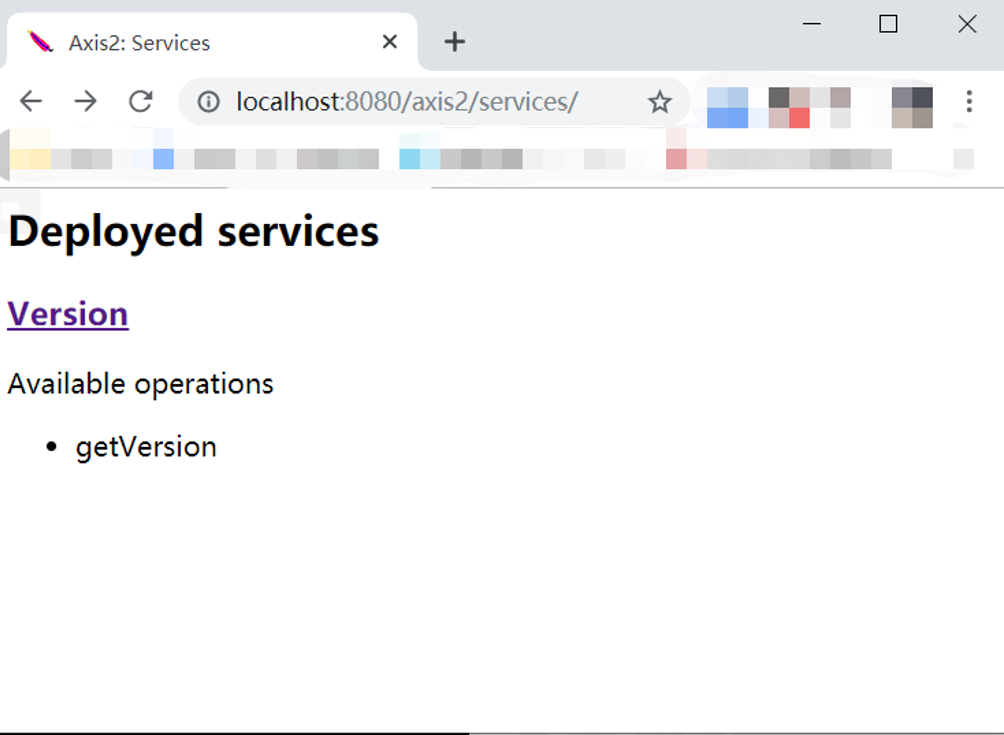 Axis2: Services
localhost:8080/axis2/services/
Deployed services
Version
Available operations
getVersion